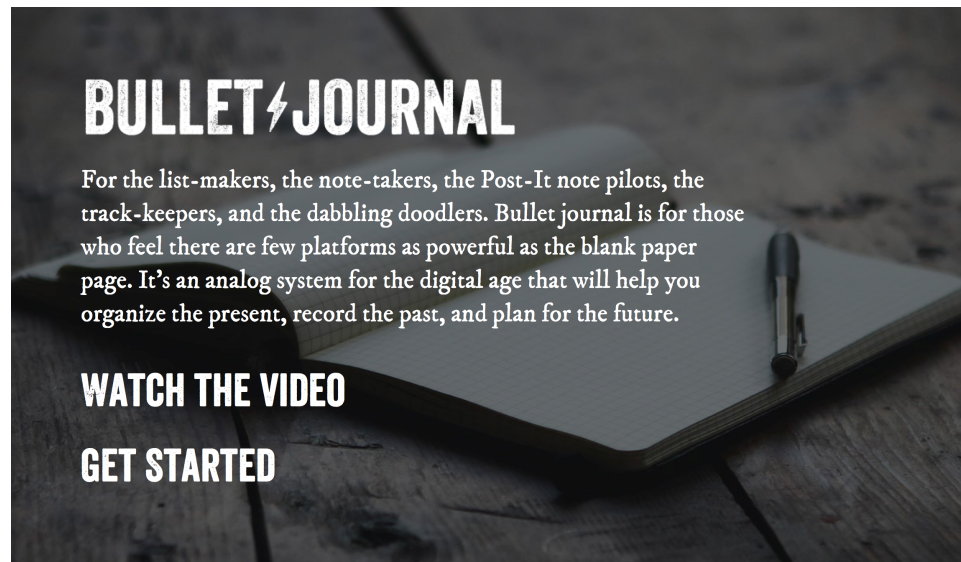 BULLET⚡JOURNAL
For the list-makers, the note-takers, the Post-It note pilots, the
track-keepers, and the dabbling doodlers. Bullet journal is for those
who feel there are few platforms as powerful as the blank paper
page. It's an analog system for the digital age that will help you
organize the present, record the past, and plan for the future.
WATCH THE VIDEO
GET STARTED